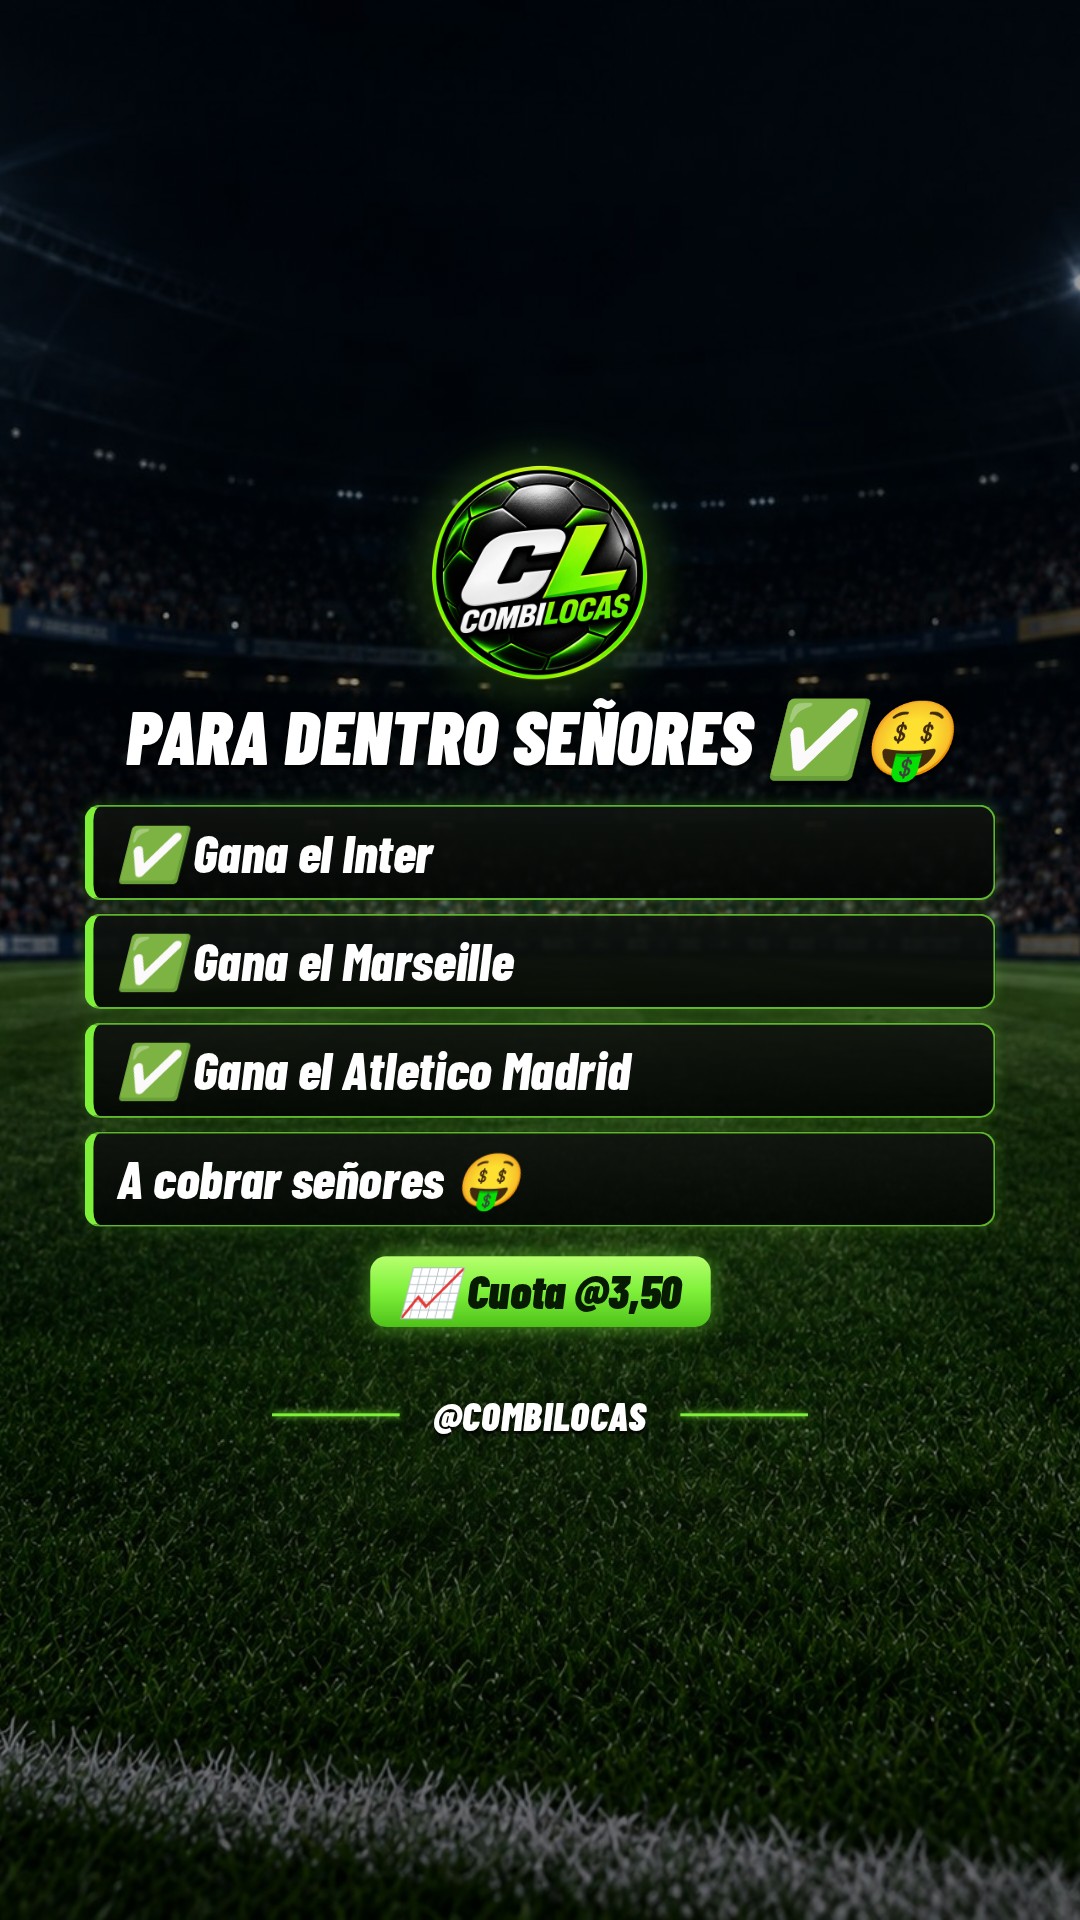 CL
COMBILOCAS
PARA DENTRO SEÑORES ✅🤑
✅ Gana el Inter
✅ Gana el Marseille
✅ Gana el Atletico Madrid
A cobrar señores 🤑
📈 Cuota @3,50
@COMBILOCAS